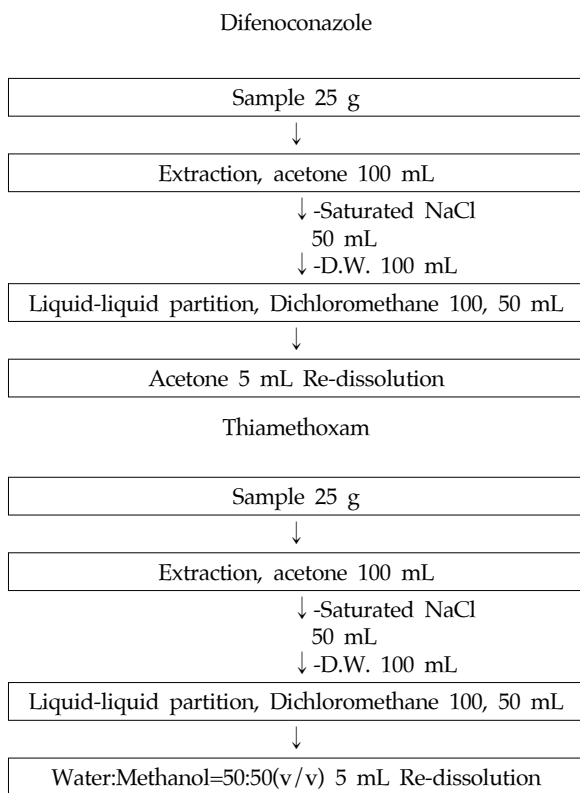 Difenoconazole
Sample 25 g
↓
Extraction, acetone 100 mL
↓ -Saturated NaCl
50 mL
↓ -D.W. 100 mL
Liquid-liquid partition, Dichloromethane 100, 50 mL
↓
Acetone 5 mL Re-dissolution
Thiamethoxam
Sample 25 g
↓
Extraction, acetone 100 mL
↓ -Saturated NaCl
50 mL
↓ -D.W. 100 mL
Liquid-liquid partition, Dichloromethane 100, 50 mL
↓
Water:Methanol=50:50(v/v) 5 mL Re-dissolution